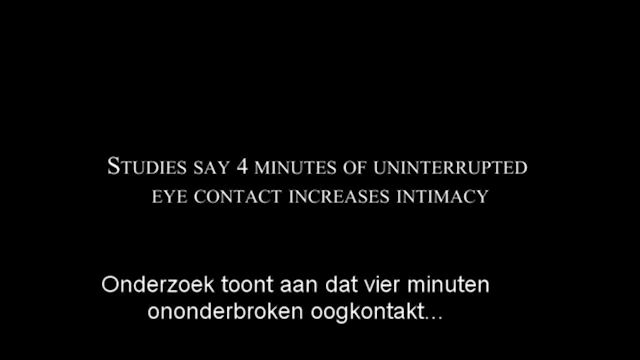 Studies say 4 minutes of uninterrupted
eye contact increases intimacy
Onderzoek toont aan dat vier minuten
ononderbroken oogkontakt...